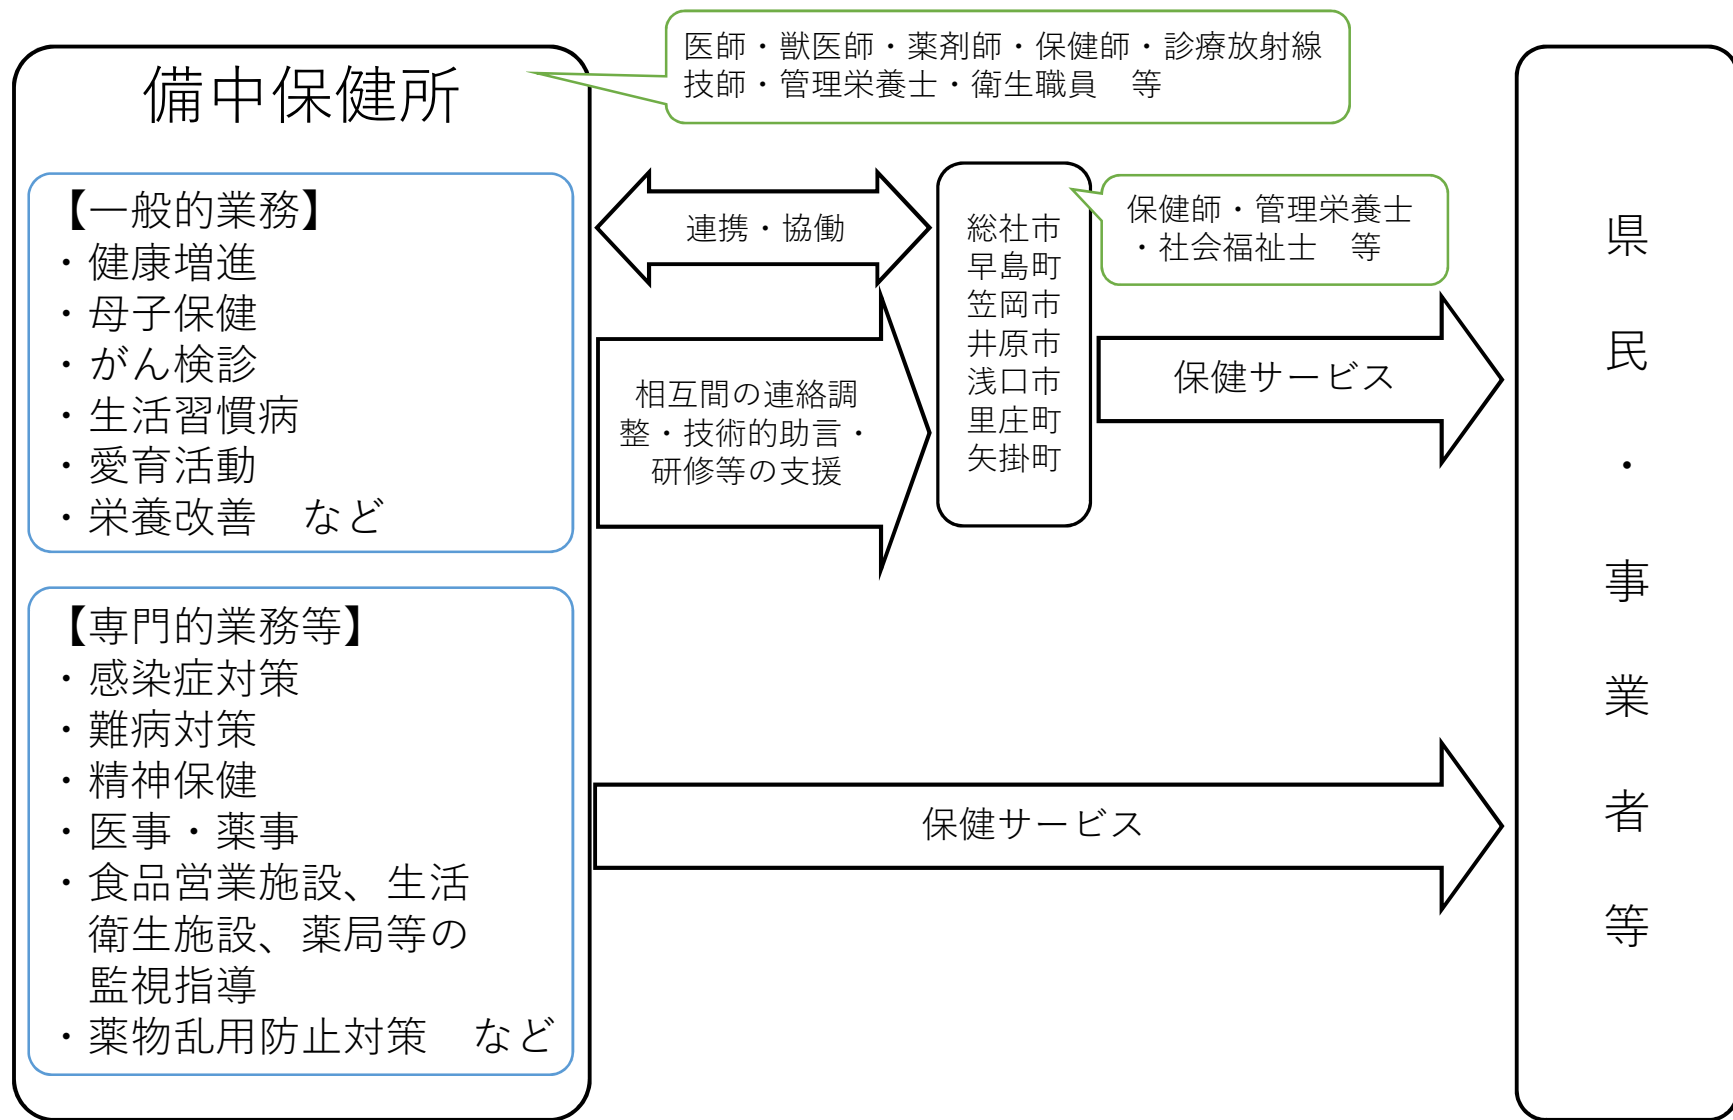 備中保健所
医師・獣医師・薬剤師・保健師・診療放射線
技師・管理栄養士・衛生職員　等
【一般的業務】
・健康増進
・母子保健
・がん検診
・生活習慣病
・愛育活動
・栄養改善　など
【専門的業務等】
・感染症対策
・難病対策
・精神保健
・医事・薬事
・食品営業施設、生活
衛生施設、薬局等の
監視指導
・薬物乱用防止対策　など
連携・協働
相互間の連絡調
整・技術的助言・
研修等の支援
総社市
早島町
笠岡市
井原市
浅口市
里庄町
矢掛町
保健師・管理栄養士
・社会福祉士　等
保健サービス
保健サービス
県民・事業者等